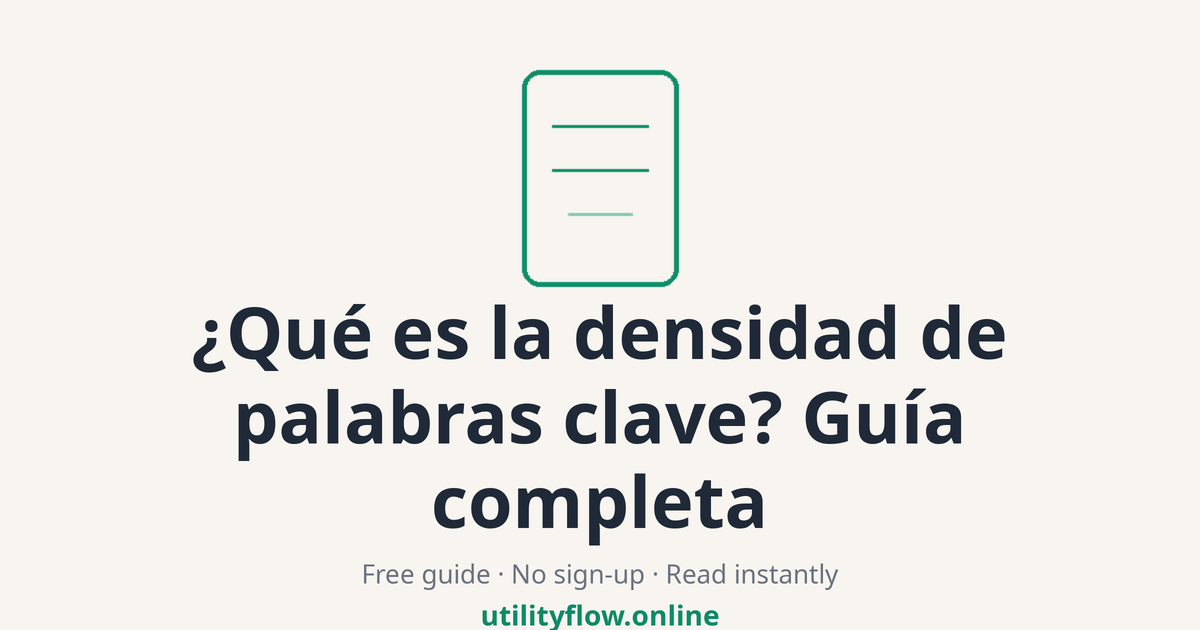 ¿Qué es la densidad de
palabras clave? Guía
completa
Free guide · No sign-up · Read instantly
utilityflow.online